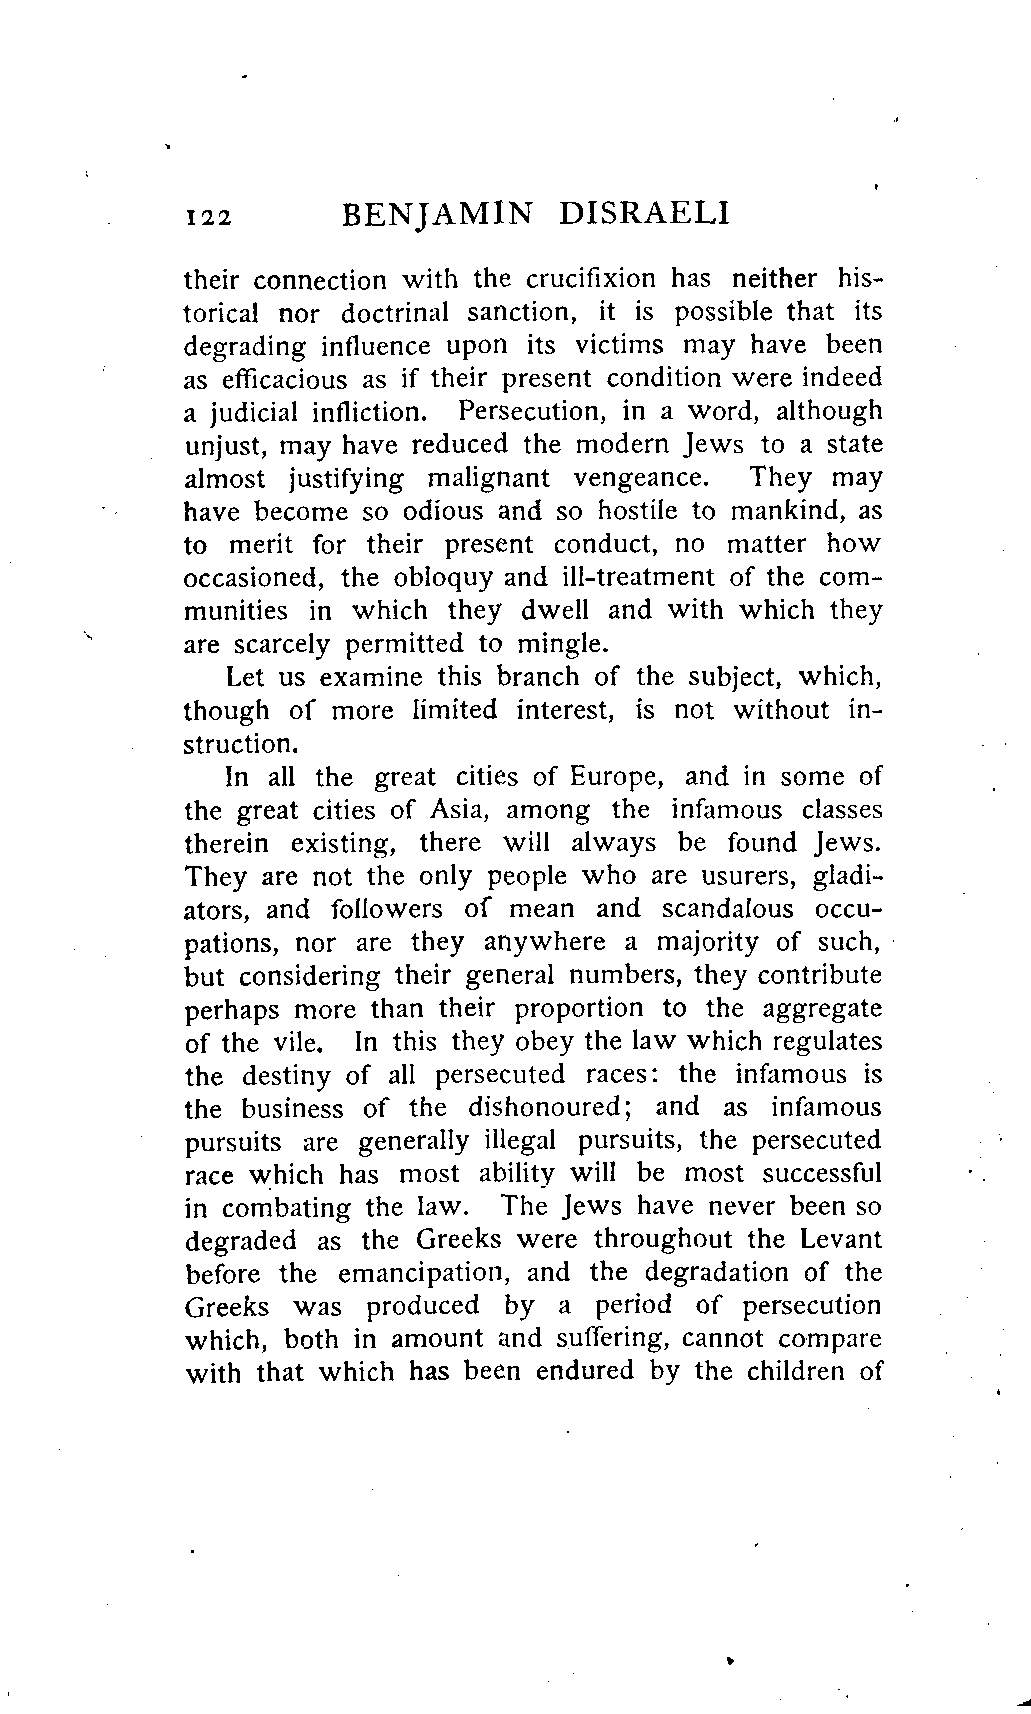 122 BENJAMIN DISRAELI
their connection with the crucifixion has neither his-
torical nor doctrinal sanction, it is possible that its
degrading influence upon its victims may have been
as efficacious as if their present condition were indeed
a judicial infliction. Persecution, in a word, although
unjust, may have reduced the modern Jews to a state
almost justifying malignant vengeance. They may
have become so odious and so hostile to mankind, as
to merit for their present conduct, no matter how
occasioned, the obloquy and ill-treatment of the com-
munities in which they dwell and with which they
are scarcely permitted to mingle.
Let us examine this branch of the subject, which,
though of more limited interest, is not without in-
struction.
In all the great cities of Europe, and in some of
the great cities of Asia, among the infamous classes
therein existing, there will always be found Jews.
They are not the only people who are usurers, gladi-
ators, and followers of mean and scandalous occu-
pations, nor are they anywhere a majority of such,
but considering their general numbers, they contribute
perhaps more than their proportion to the aggregate
of the vile. In this they obey the law which regulates
the destiny of all persecuted races: the infamous is
the business of the dishonoured; and as infamous
pursuits are generally illegal pursuits, the persecuted
race which has most ability will be most successful
in combating the law. The Jews have never been so
degraded as the Greeks were throughout the Levant
before the emancipation, and the degradation of the
Greeks was produced by a period of persecution
which, both in amount and suffering, cannot compare
with that which has been endured by the children of